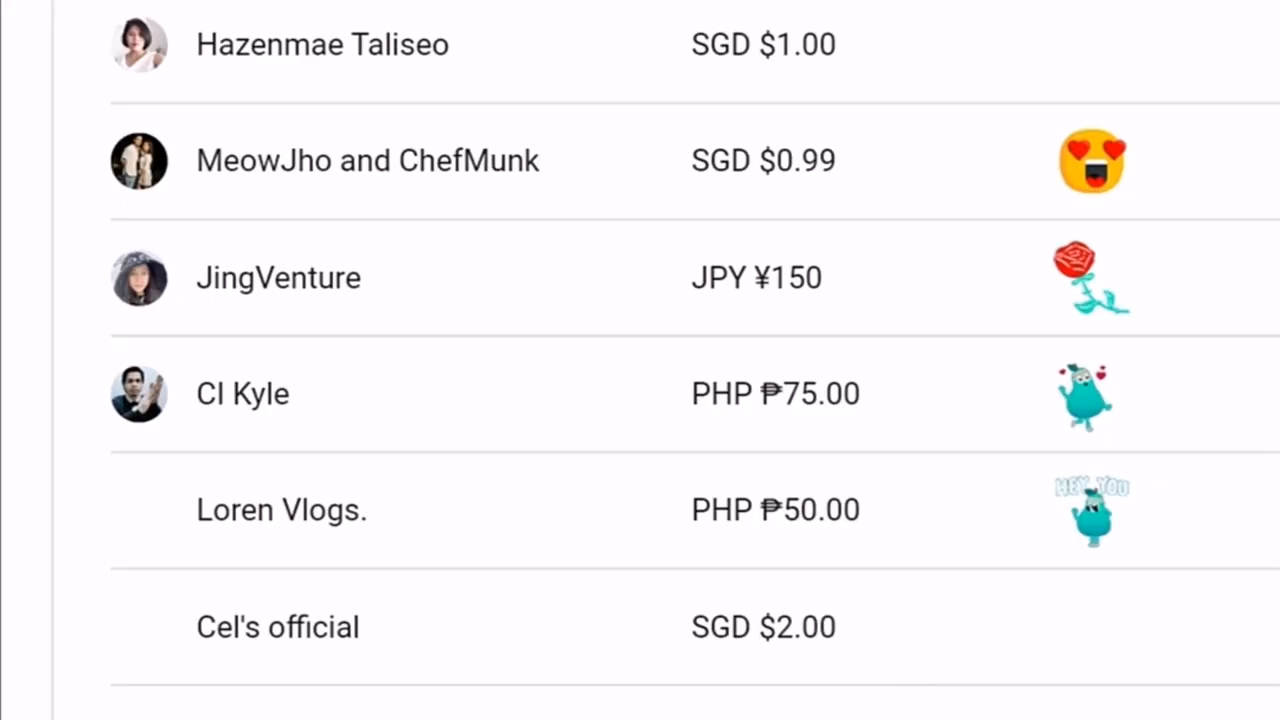 Hazenmae Taliseo SGD $1.00
MeowJho and ChefMunk SGD $0.99
JingVenture JPY ¥150
CI Kyle PHP ₱75.00
HEY YOU
Loren Vlogs. PHP ₱50.00
Cel's official SGD $2.00